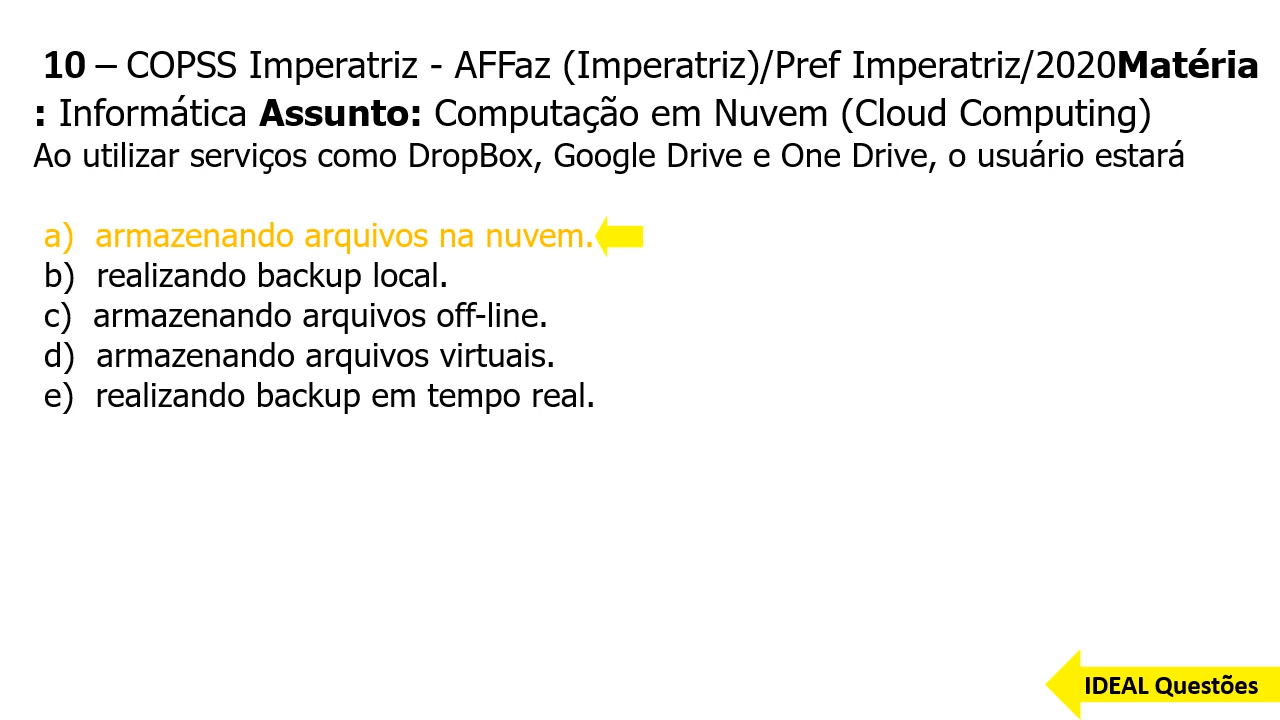 10 – COPSS Imperatriz - AFFaz (Imperatriz)/Pref Imperatriz/2020Matéria
: Informática Assunto: Computação em Nuvem (Cloud Computing)
Ao utilizar serviços como DropBox, Google Drive e One Drive, o usuário estará
a) armazenando arquivos na nuvem.
b) realizando backup local.
c) armazenando arquivos off-line.
d) armazenando arquivos virtuais.
e) realizando backup em tempo real.
IDEAL Questões